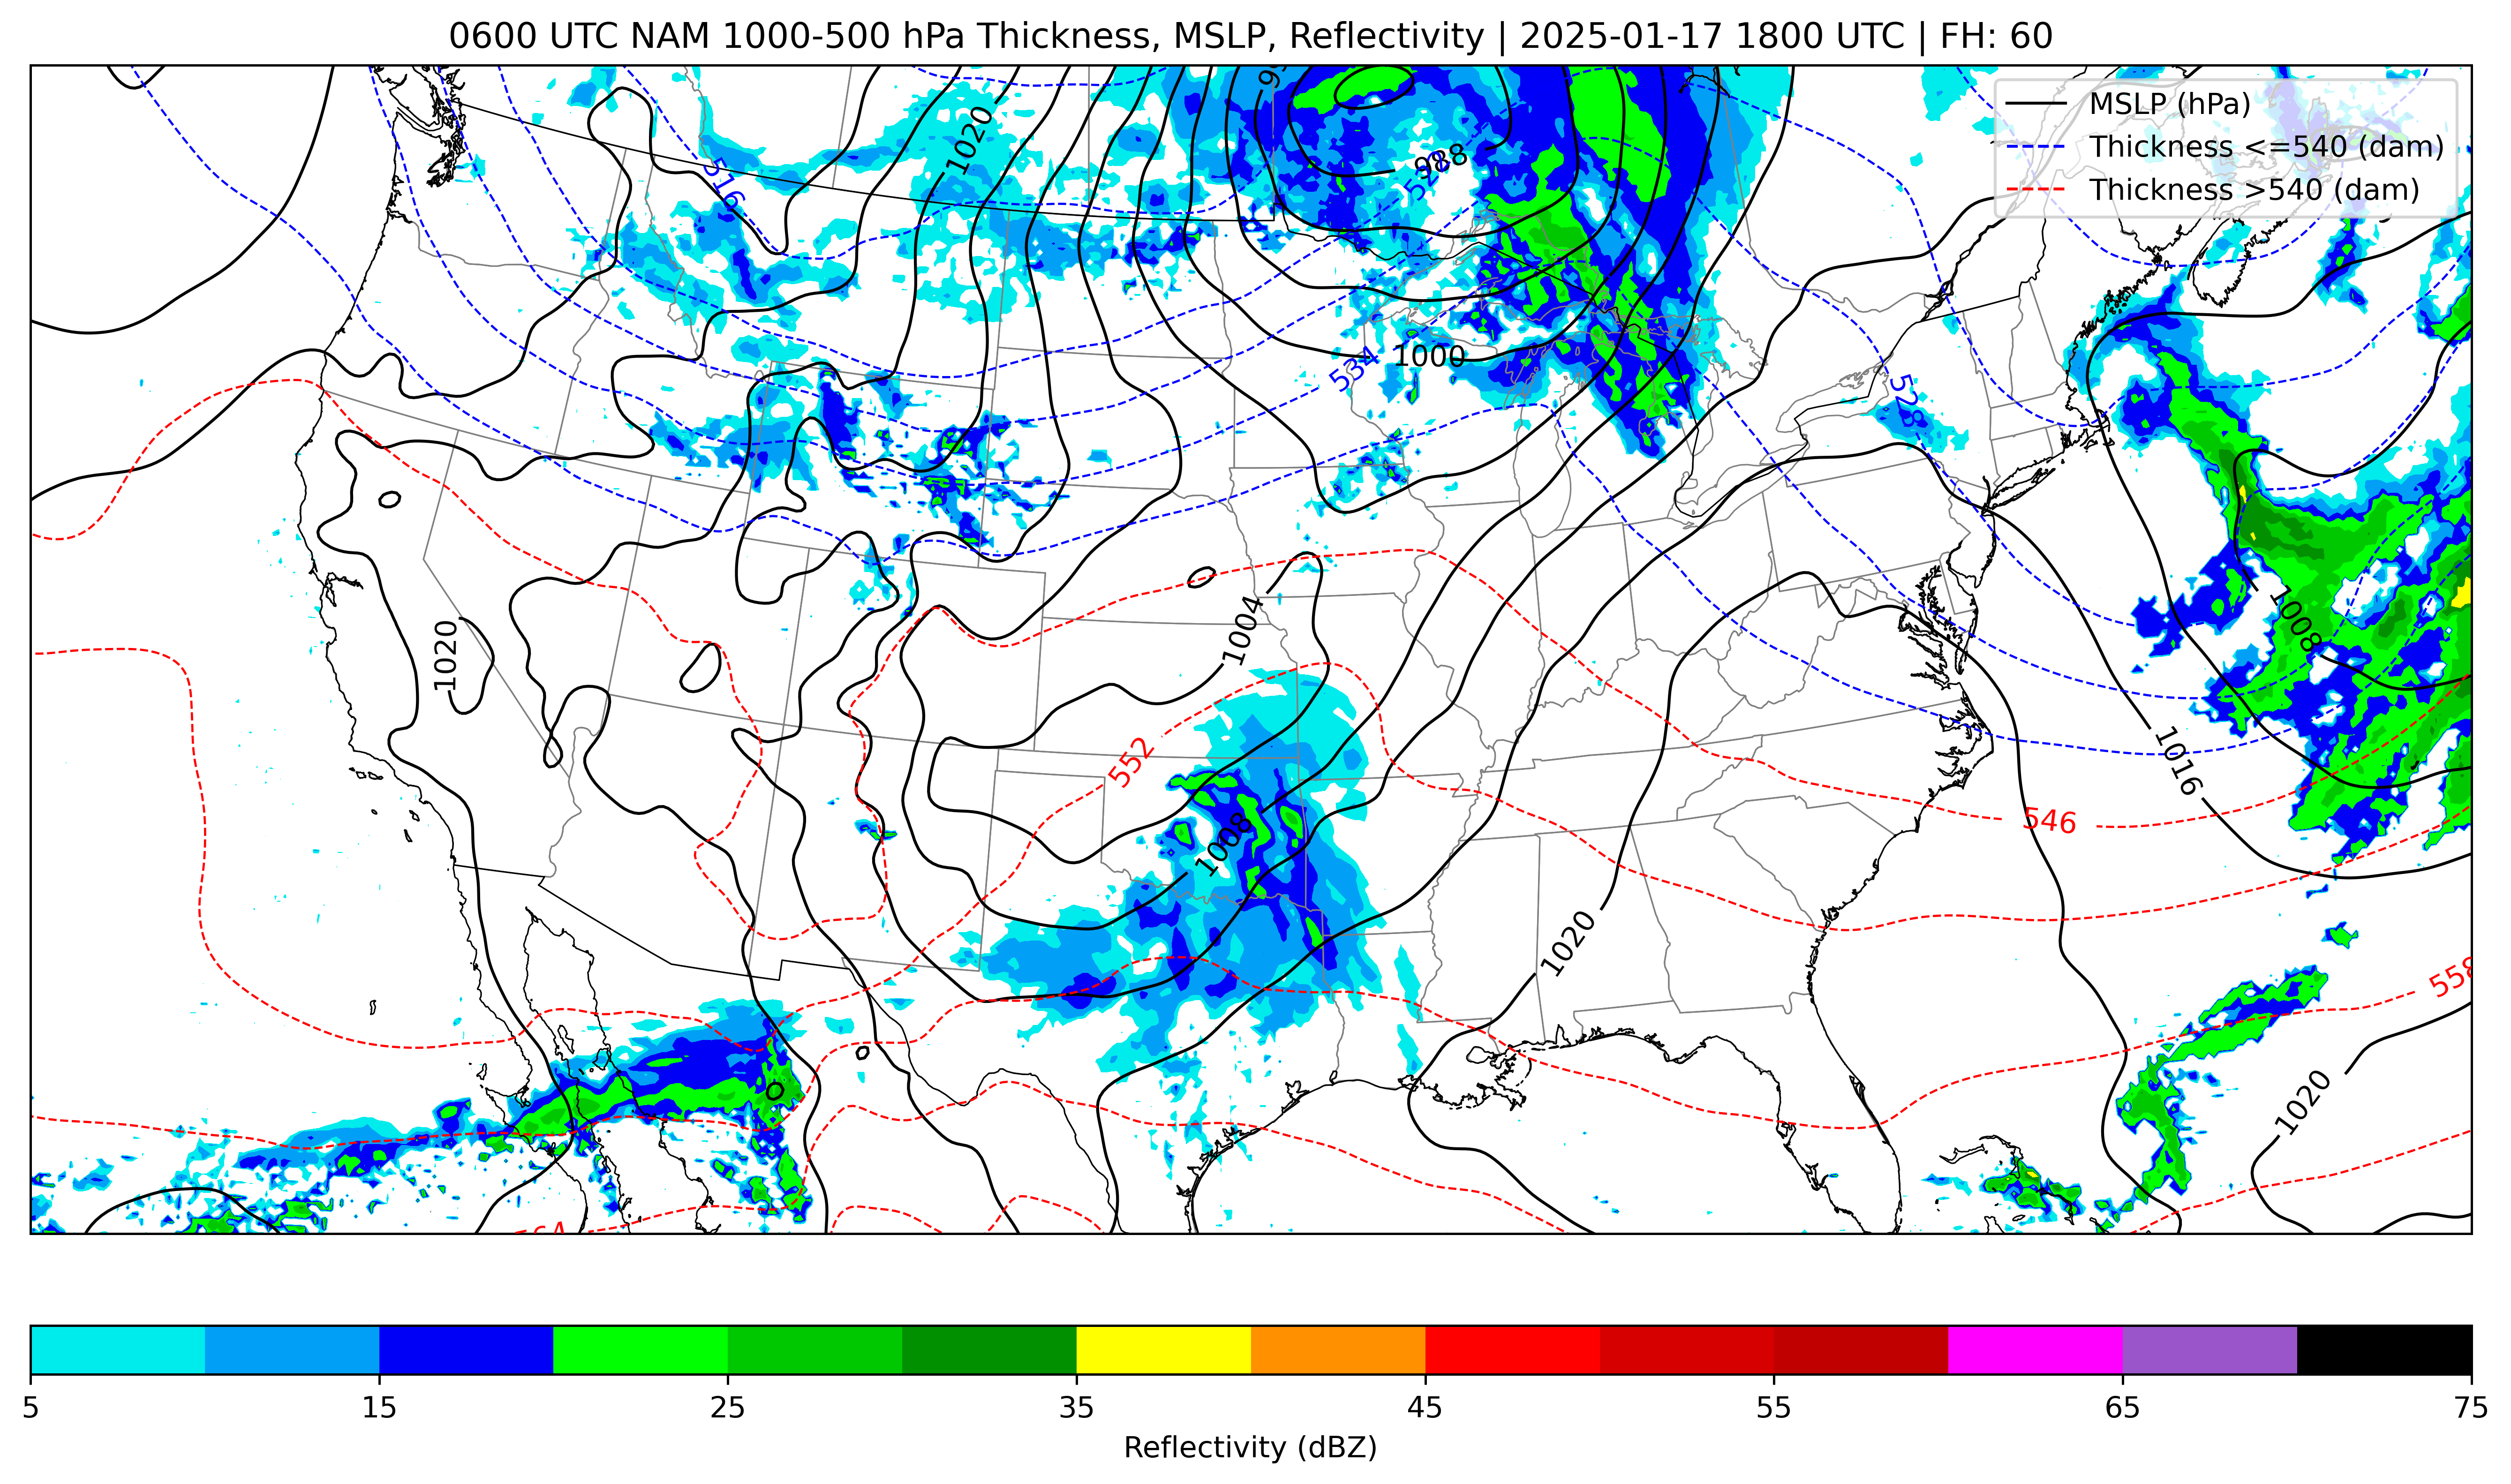 0600 UTC NAM 1000-500 hPa Thickness, MSLP, Reflectivity | 2025-01-17 1800 UTC | FH: 60
MSLP (hPa)
Thickness <=540 (dam)
Thickness >540 (dam)
1020
988
516
1000
534
528
1004
1020
1008
552
1016
1008
546
1020
558
1020
5 15 25 35 45 55 65 75
Reflectivity (dBZ)